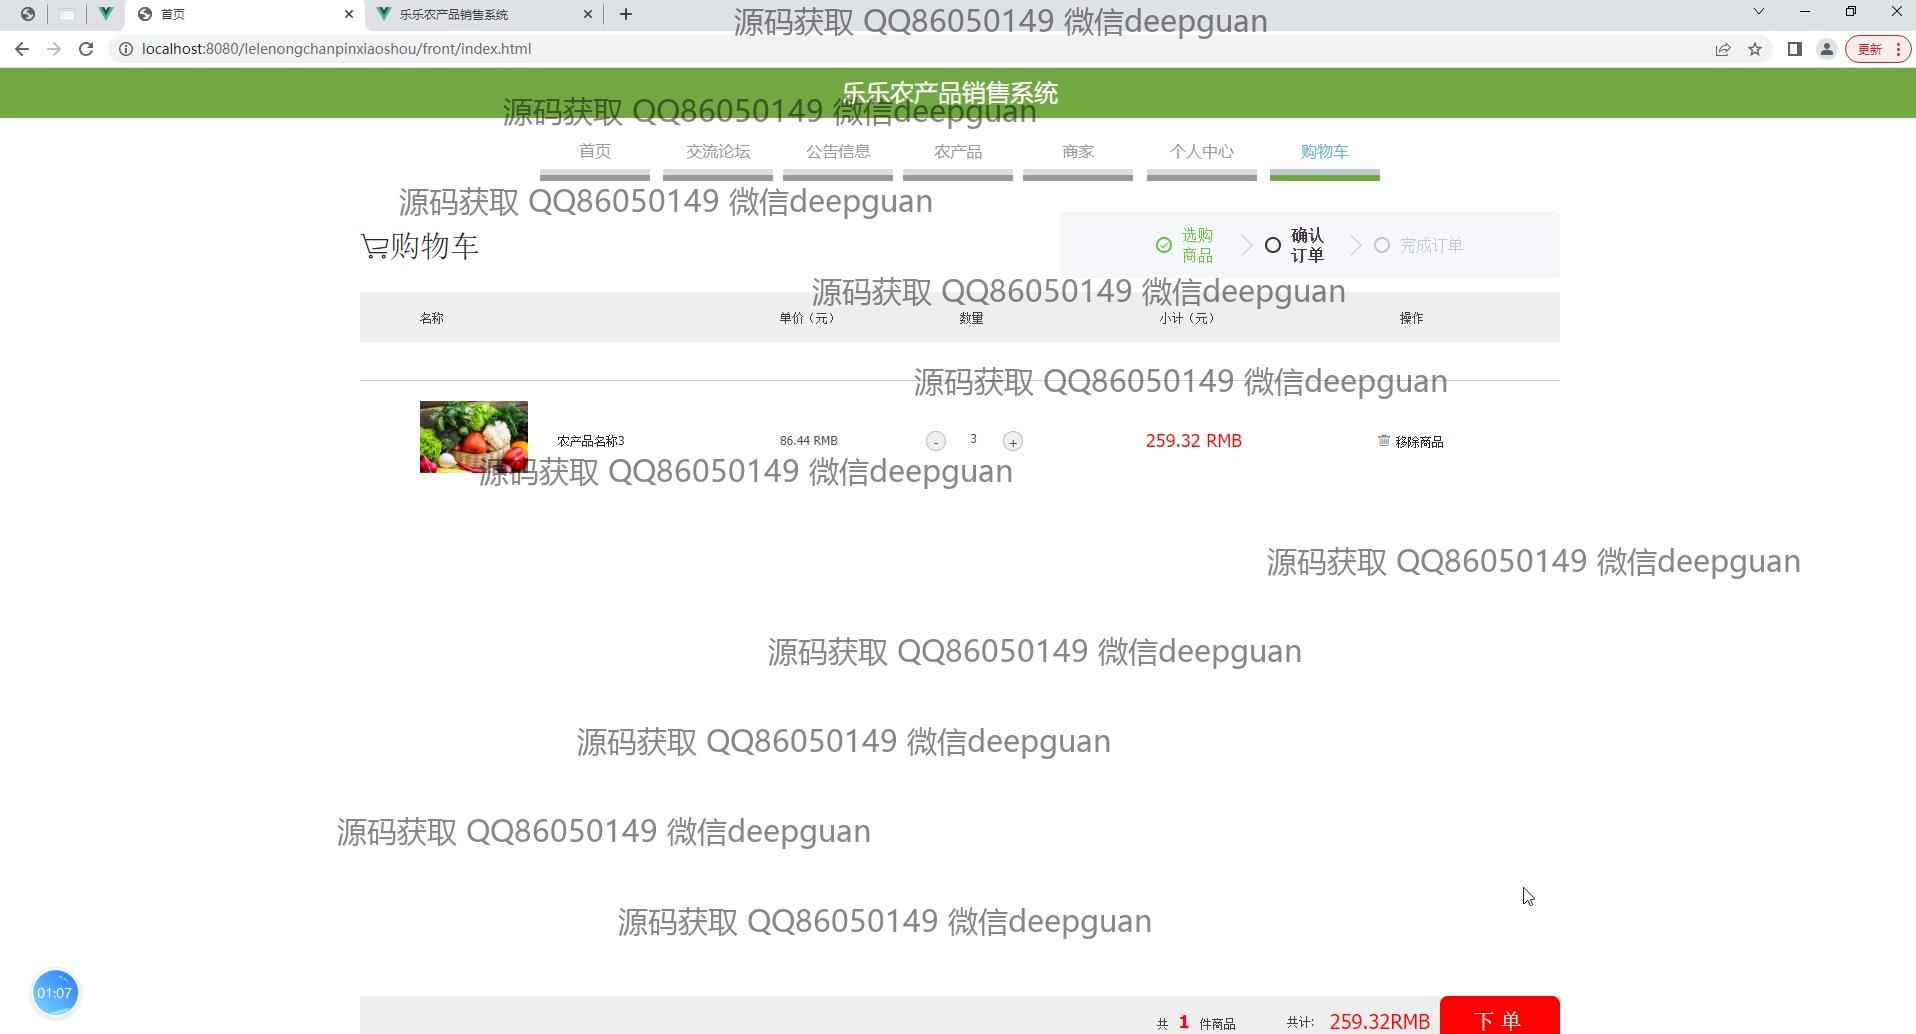 首页
乐乐农产品销售系统
源码获取 QQ86050149 微信deepguan
localhost:8080/lelenongchanpinxiaoshou/front/index.html
更新
乐乐农产品销售系统
源码获取 QQ86050149 微信deepguan
首页 交流论坛 公告信息 农产品 商家 个人中心 购物车
源码获取 QQ86050149 微信deepguan
购物车
选购
商品
确认
订单
完成订单
源码获取 QQ86050149 微信deepguan
名称 单价（元） 数量 小计（元） 操作
源码获取 QQ86050149 微信deepguan
农产品名称3 86.44 RMB - 3 + 259.32 RMB 移除商品
源码获取 QQ86050149 微信deepguan
源码获取 QQ86050149 微信deepguan
源码获取 QQ86050149 微信deepguan
源码获取 QQ86050149 微信deepguan
源码获取 QQ86050149 微信deepguan
源码获取 QQ86050149 微信deepguan
01:07
共 1 件商品 共计: 259.32RMB 下单